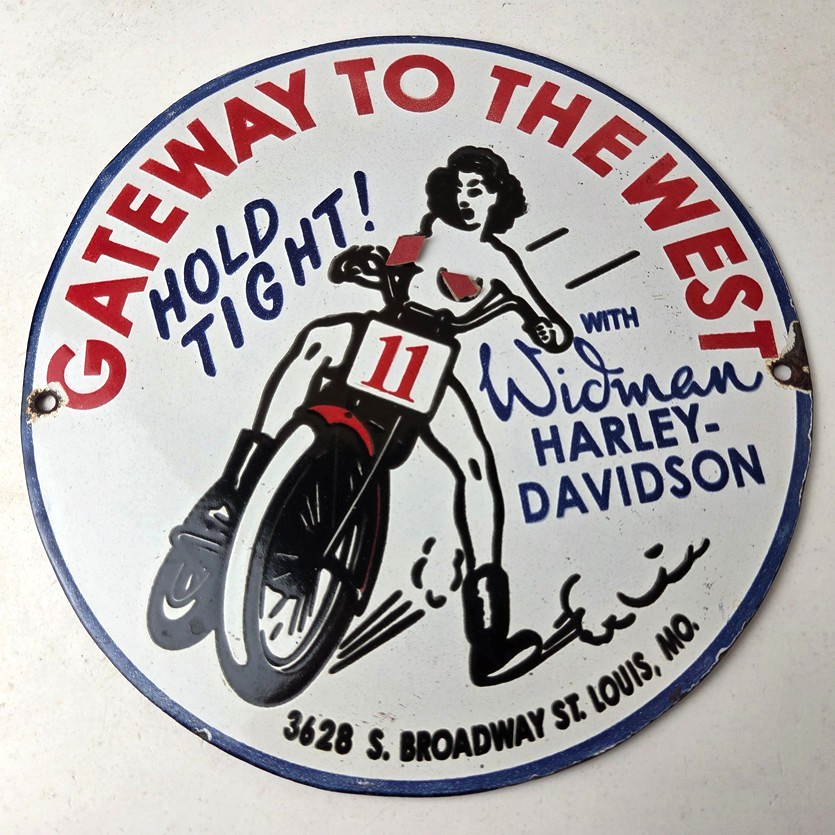 GATEWAY TO THE WEST
HOLD
TIGHT!
11
WITH
Widman
HARLEY-
DAVIDSON
3628 S. BROADWAY ST. LOUIS, MO.